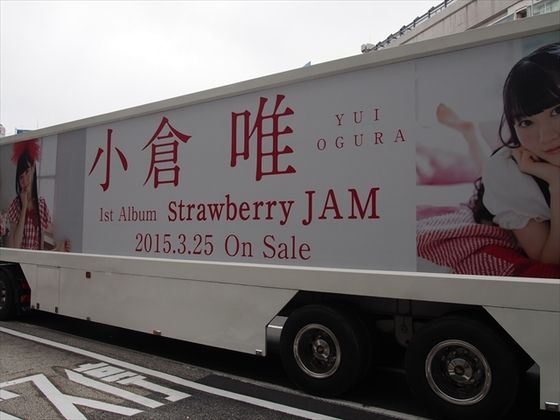 小倉 唯
YUI
OGURA
1st Album Strawberry JAM
2015.3.25 On Sale